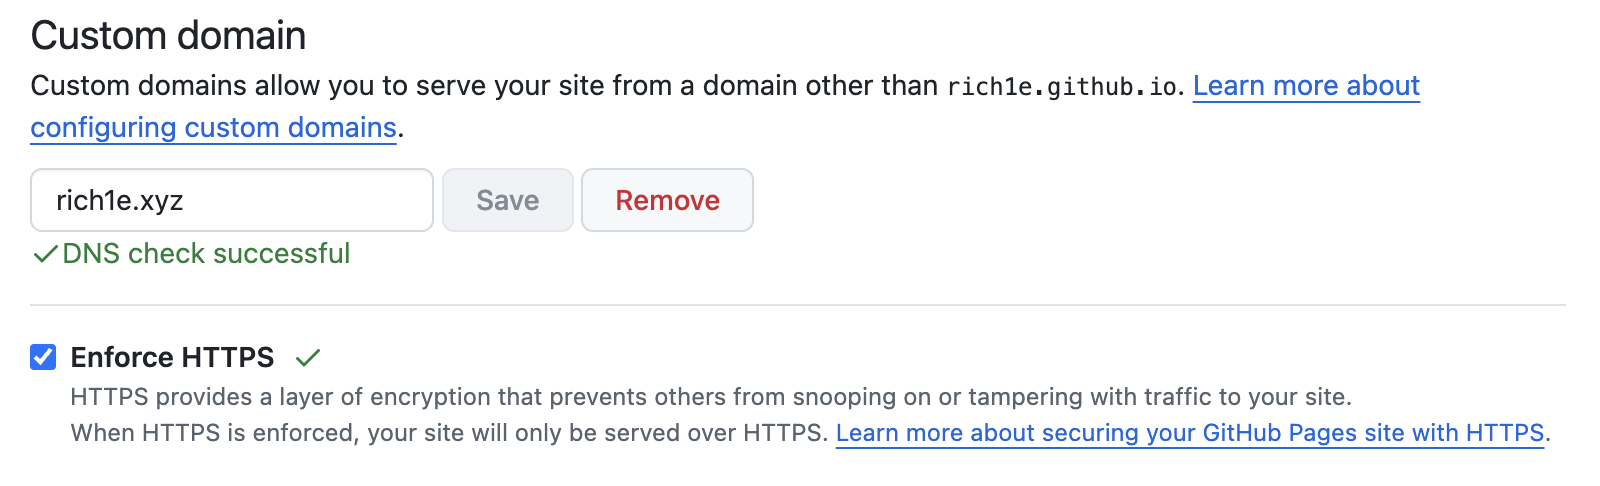 Custom domain
Custom domains allow you to serve your site from a domain other than rich1e.github.io. Learn more about
configuring custom domains.
rich1e.xyz Save Remove
DNS check successful
Enforce HTTPS
HTTPS provides a layer of encryption that prevents others from snooping on or tampering with traffic to your site.
When HTTPS is enforced, your site will only be served over HTTPS. Learn more about securing your GitHub Pages site with HTTPS.